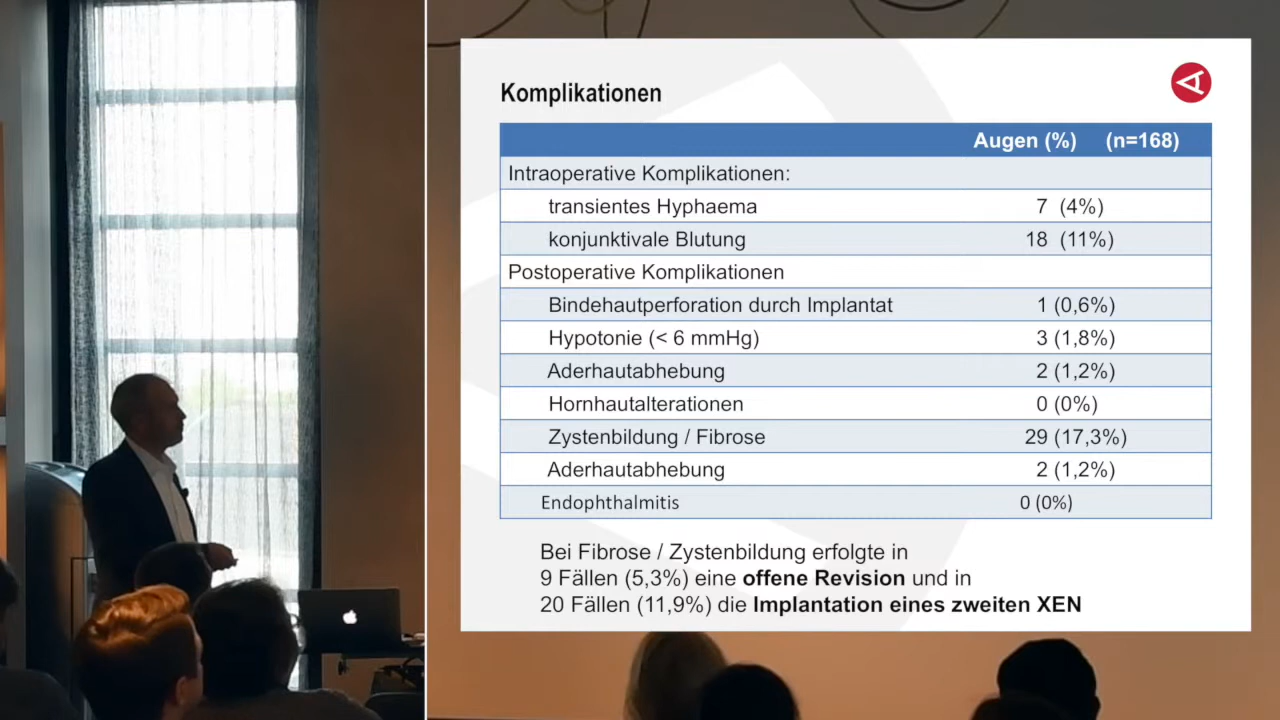 Komplikationen
Augen (%) (n=168)
Intraoperative Komplikationen:
transientes Hyphaema 7 (4%)
konjunktivale Blutung 18 (11%)
Postoperative Komplikationen
Bindehautperforation durch Implantat 1 (0,6%)
Hypotonie (< 6 mmHg) 3 (1,8%)
Aderhautabhebung 2 (1,2%)
Hornhautalterationen 0 (0%)
Zystenbildung / Fibrose 29 (17,3%)
Aderhautabhebung 2 (1,2%)
Endophthalmitis 0 (0%)
Bei Fibrose / Zystenbildung erfolgte in
9 Fällen (5,3%) eine offene Revision und in
20 Fällen (11,9%) die Implantation eines zweiten XEN